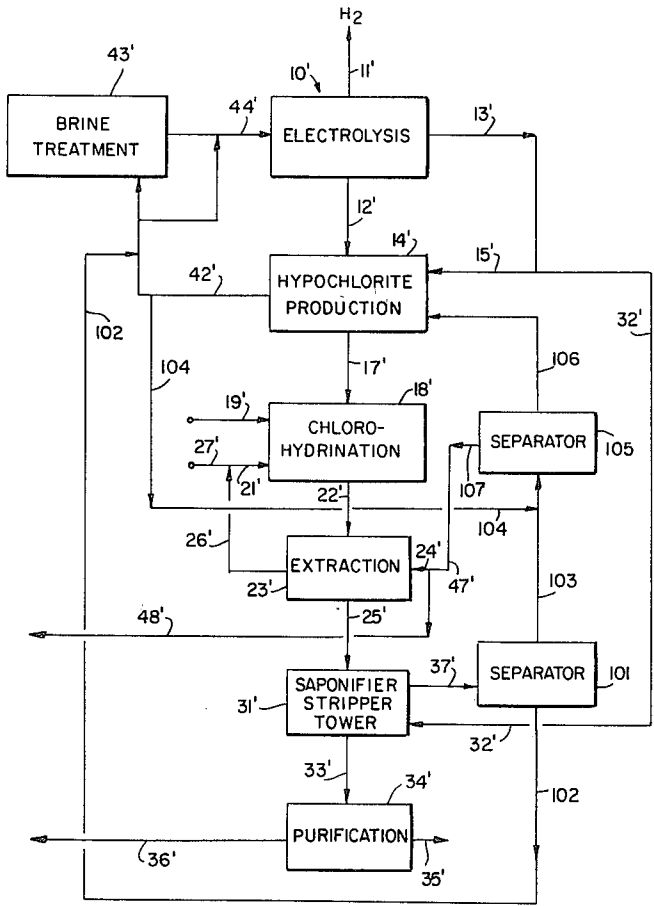 H2
43'
10'
11'
44'
BRINE
TREATMENT
ELECTROLYSIS
13'
12'
14'
15'
42'
HYPOCHLORITE
PRODUCTION
32'
102
17'
106
104
18'
19'
CHLORO-
HYDRINATION
SEPARATOR
105
27'
21'
107
22'
104
26'
EXTRACTION
24'
47'
23'
103
48'
25'
37'
SEPARATOR
101
31'
SAPONIFIER
STRIPPER
TOWER
32'
33'
34'
102
PURIFICATION
36'
35'